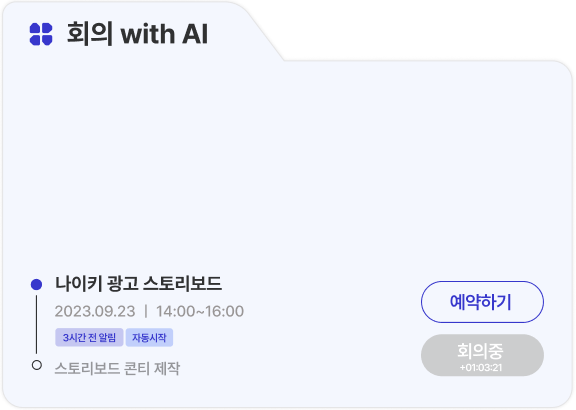 회의 with AI
나이키 광고 스토리보드
2023.09.23 | 14:00~16:00
3시간 전 알림 자동시작
스토리보드 콘티 제작
예약하기
회의중
+01:03:21